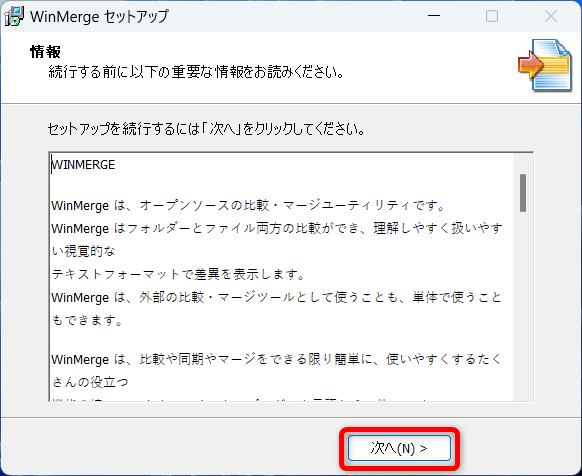 WinMerge セットアップ
情報
続行する前に以下の重要な情報をお読みください。
セットアップを続行するには「次へ」をクリックしてください。
WINMERGE
WinMerge は、オープンソースの比較・マージユーティリティです。
WinMerge はフォルダーとファイル両方の比較ができ、理解しやすく扱いやす
い視覚的な
テキストフォーマットで差異を表示します。
WinMerge は、外部の比較・マージツールとして使うことも、単体で使うこと
もできます。
WinMerge は、比較や同期やマージをできる限り簡単に、使いやすくするたく
さんの役立つ
次へ(N) >